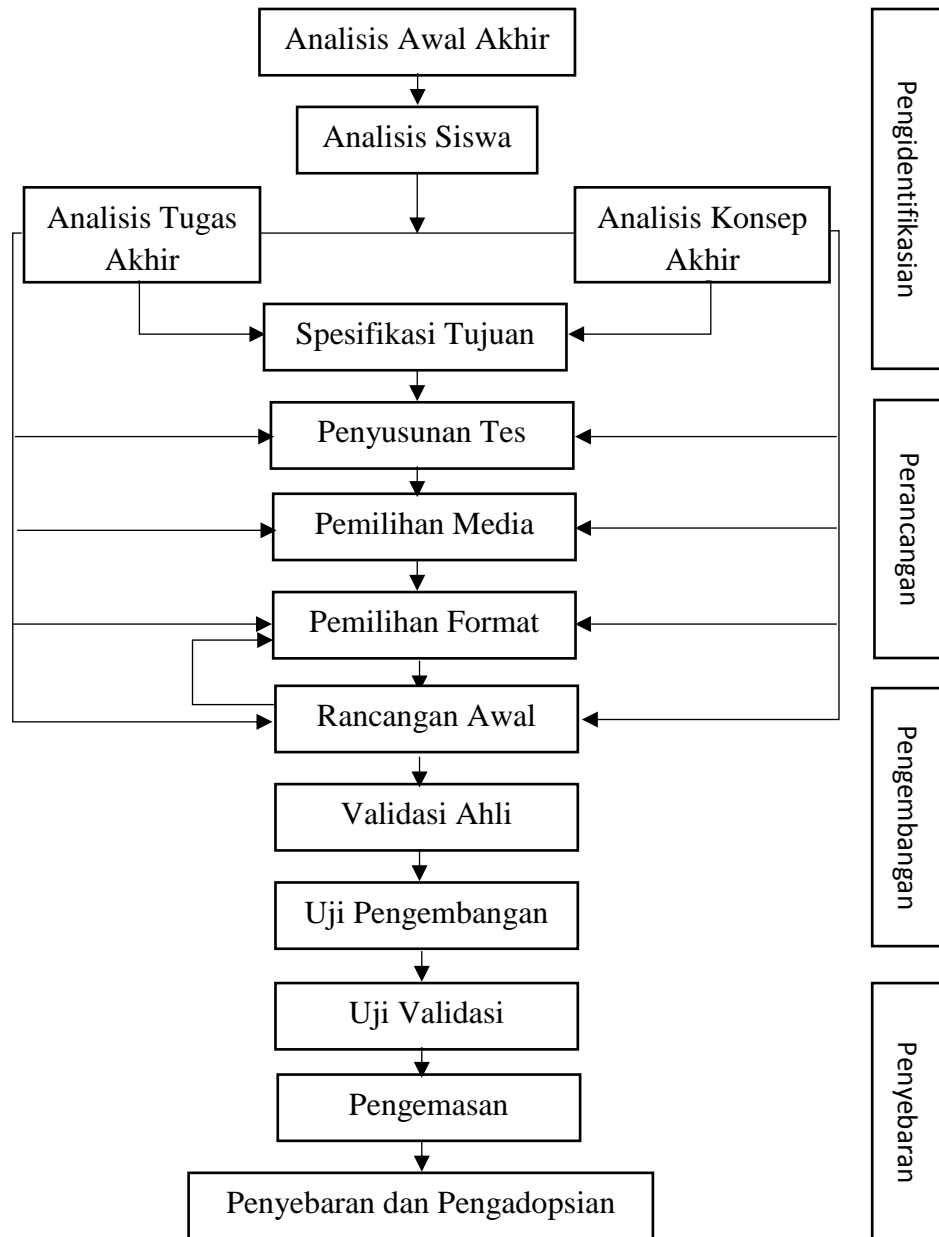 Analisis Awal Akhir
Analisis Siswa
Analisis Tugas
Akhir
Analisis Konsep
Akhir
Spesifikasi Tujuan
Penyusunan Tes
Pemilihan Media
Pemilihan Format
Rancangan Awal
Validasi Ahli
Uji Pengembangan
Uji Validasi
Pengemasan
Penyebaran dan Pengadopsian
Pengidentifikasian
Perancangan
Pengembangan
Penyebaran